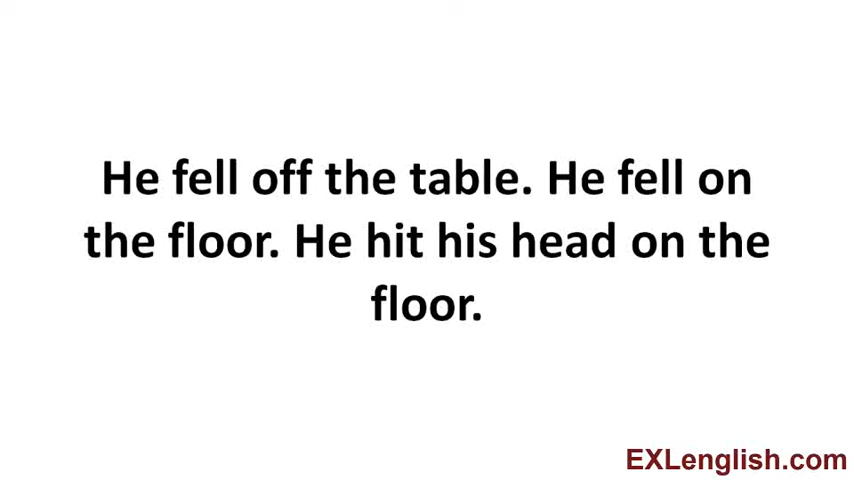 He fell off the table. He fell on
the floor. He hit his head on the
floor.
EXLenglish.com